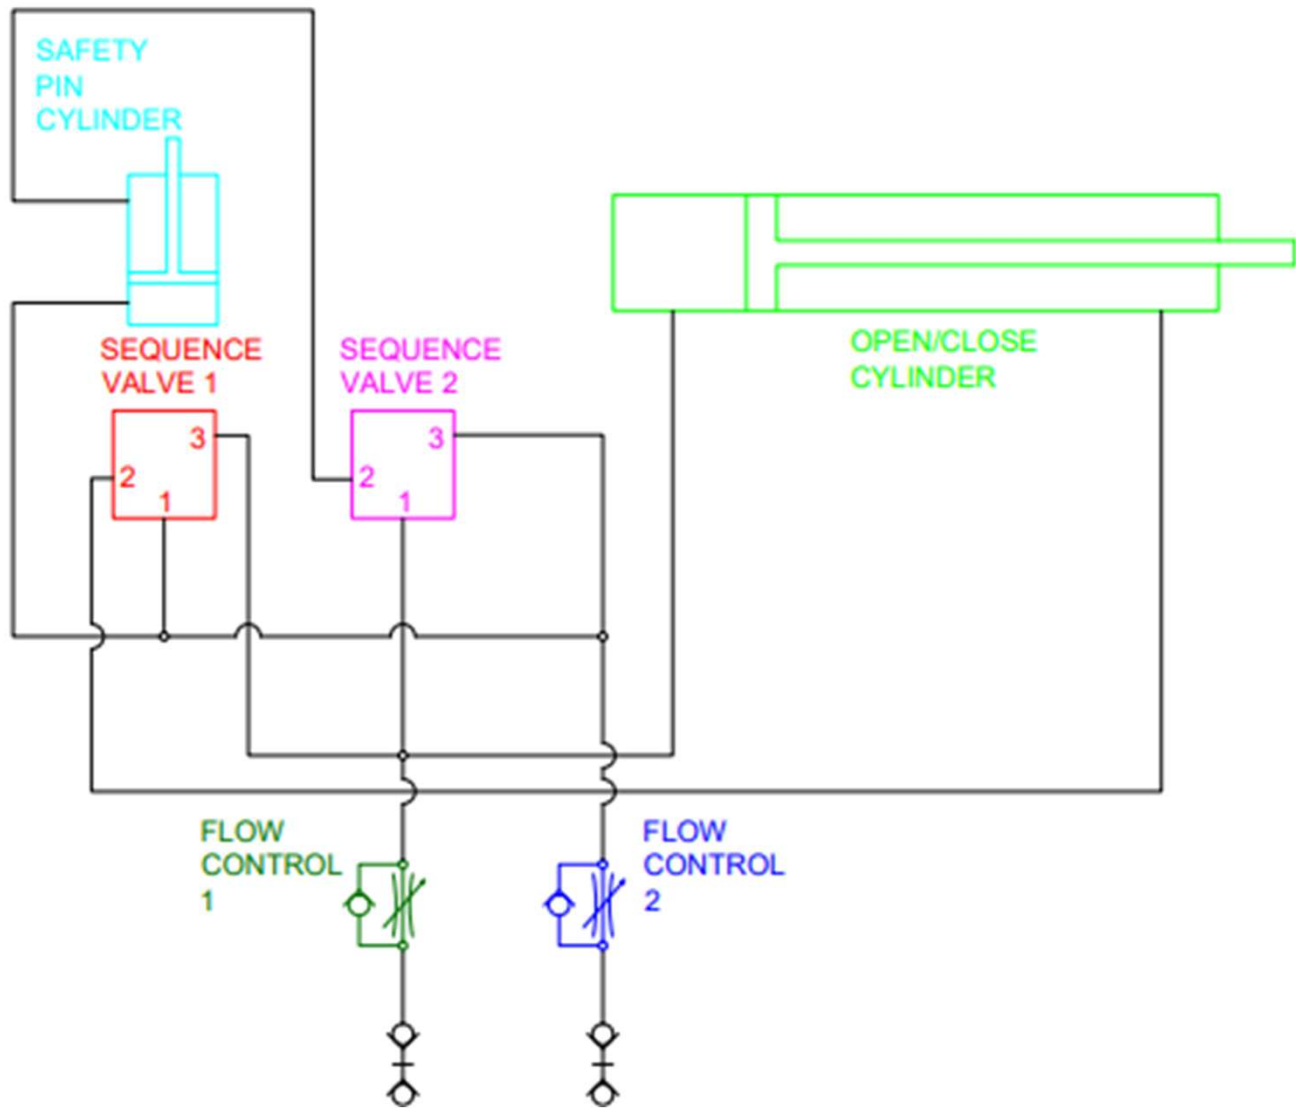 SAFETY
PIN
CYLINDER
SEQUENCE
VALVE 1
SEQUENCE
VALVE 2
OPEN/CLOSE
CYLINDER
3
2
1
3
2
1
FLOW
CONTROL
1
FLOW
CONTROL
2